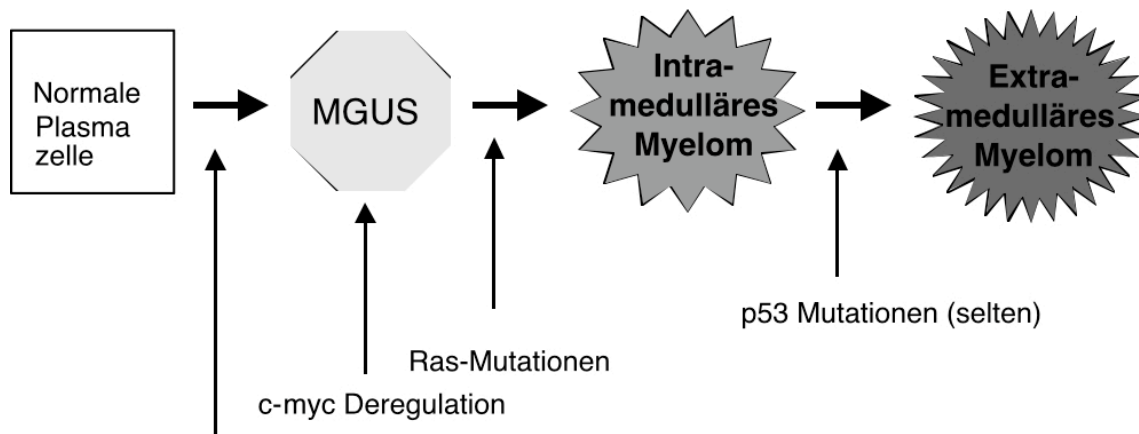 Normale
Plasma
zelle
MGUS
Intra-
medulläres
Myelom
Extra-
medulläres
Myelom
p53 Mutationen (selten)
Ras-Mutationen
c-myc Deregulation